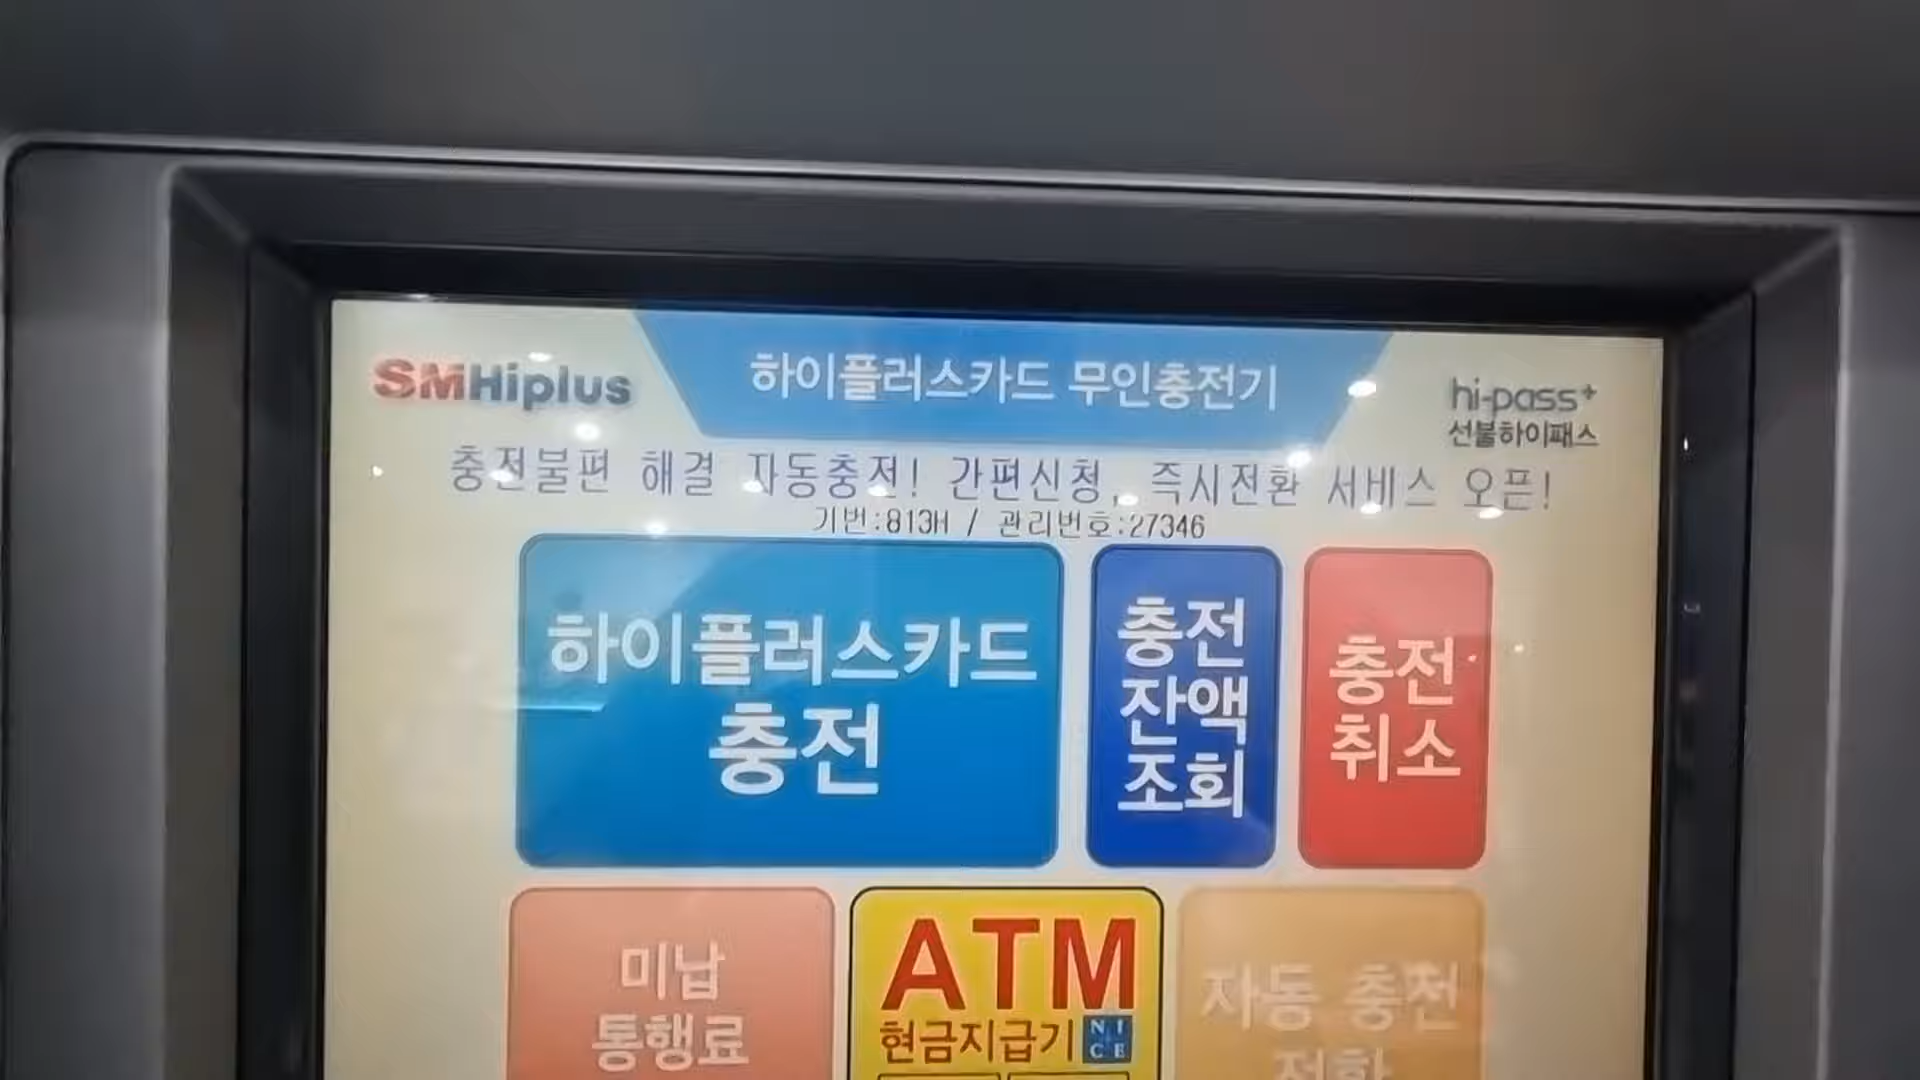 SMHiplus
하이플러스카드 무인충전기
hi-pass+
선불하이패스
충전불편 해결 자동충전! 간편신청, 즉시전환 서비스 오픈!
기번:813H / 관리번호:27346
하이플러스카드
충전
충전
잔액
조회
충전
취소
미납
통행료
ATM
현금지급기
NI
CE
자동 충전
전환